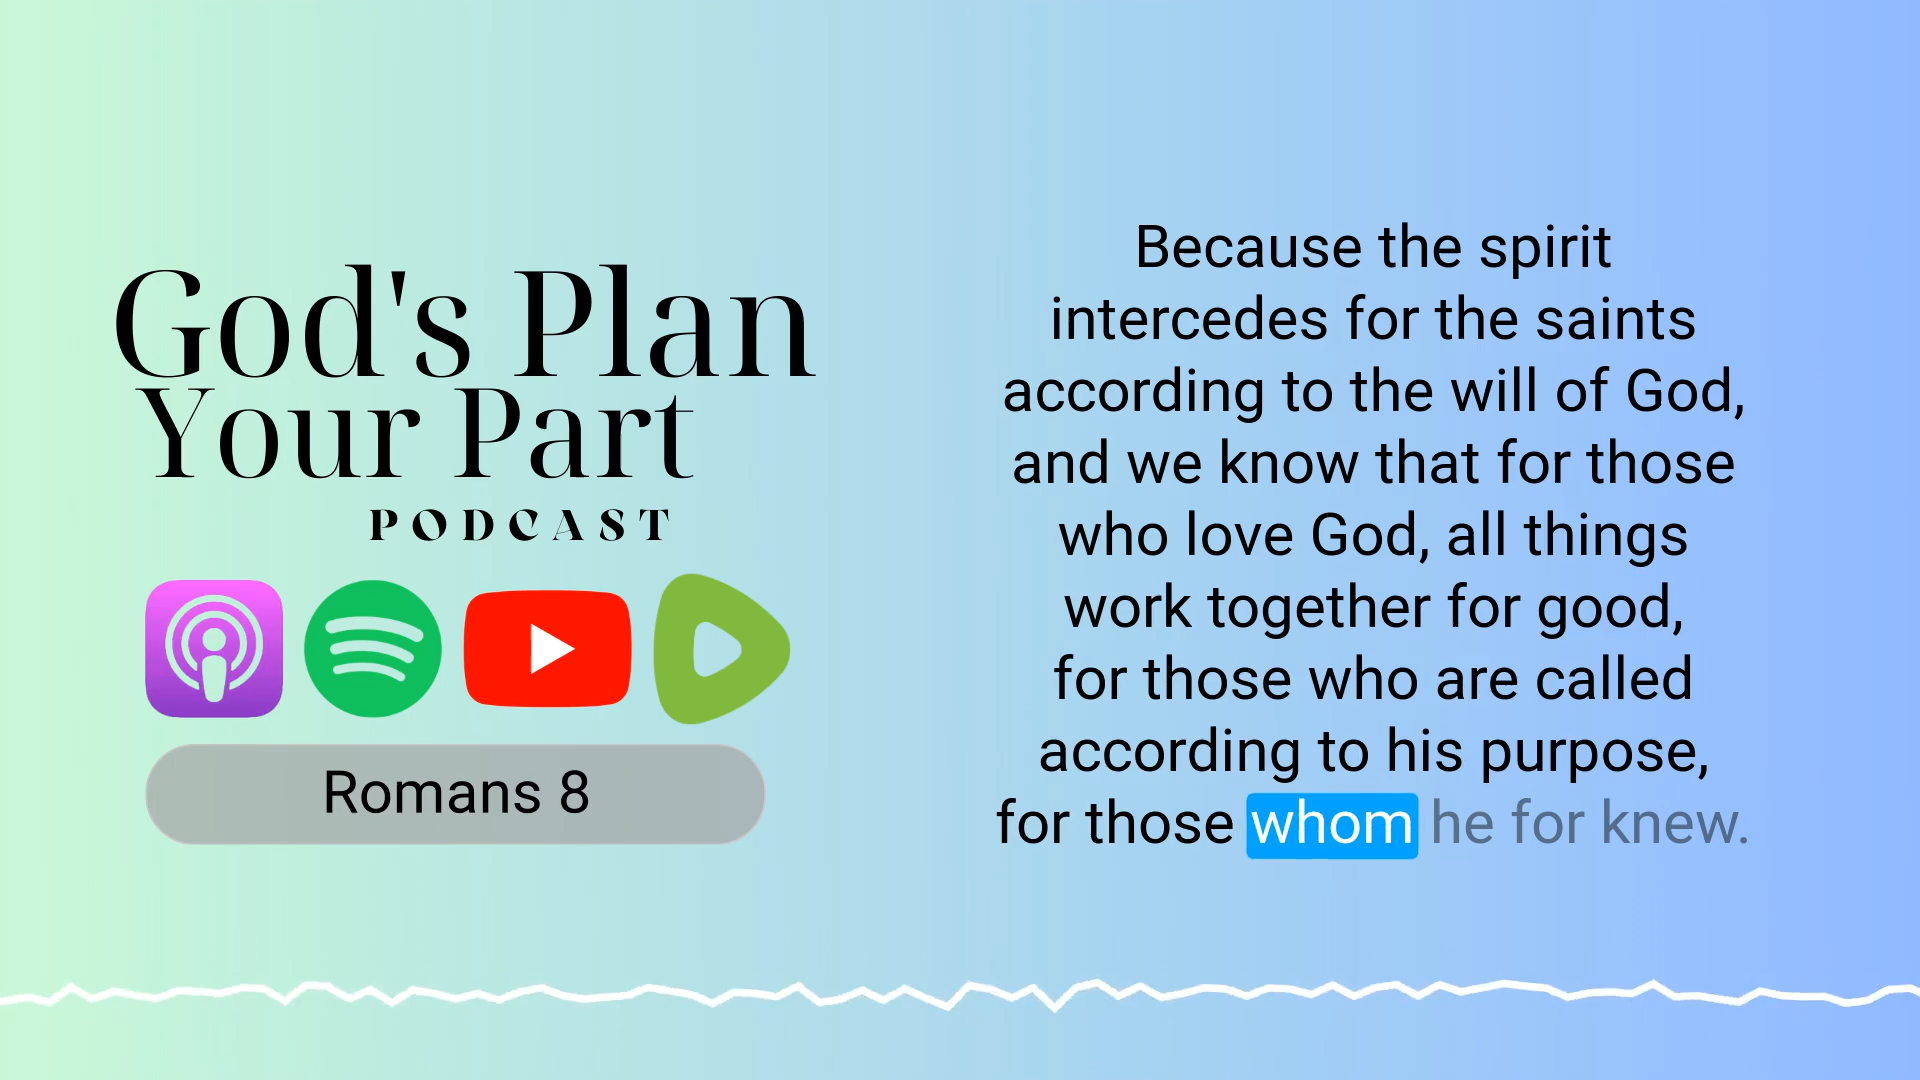 God's Plan
Your Part
PODCAST
Romans 8
Because the spirit
intercedes for the saints
according to the will of God,
and we know that for those
who love God, all things
work together for good,
for those who are called
according to his purpose,
for those whom he for knew.